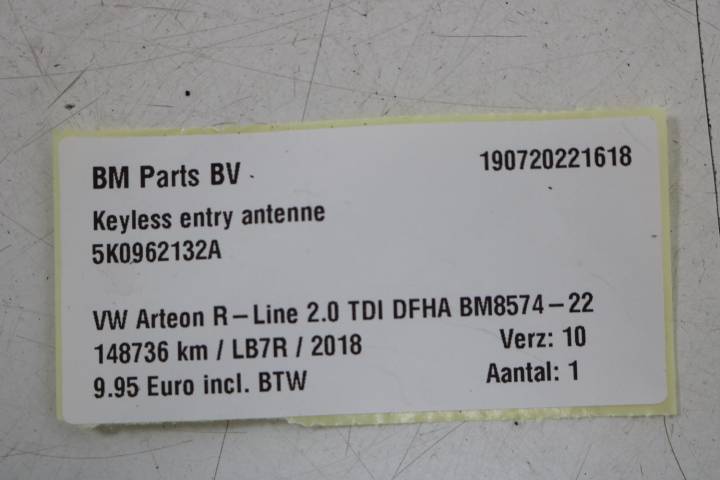 BM Parts BV
190720221618
Keyless entry antenne
5K0962132A
VW Arteon R-Line 2.0 TDI DFHA BM8574-22
148736 km / LB7R / 2018
Verz: 10
9.95 Euro incl. BTW
Aantal: 1